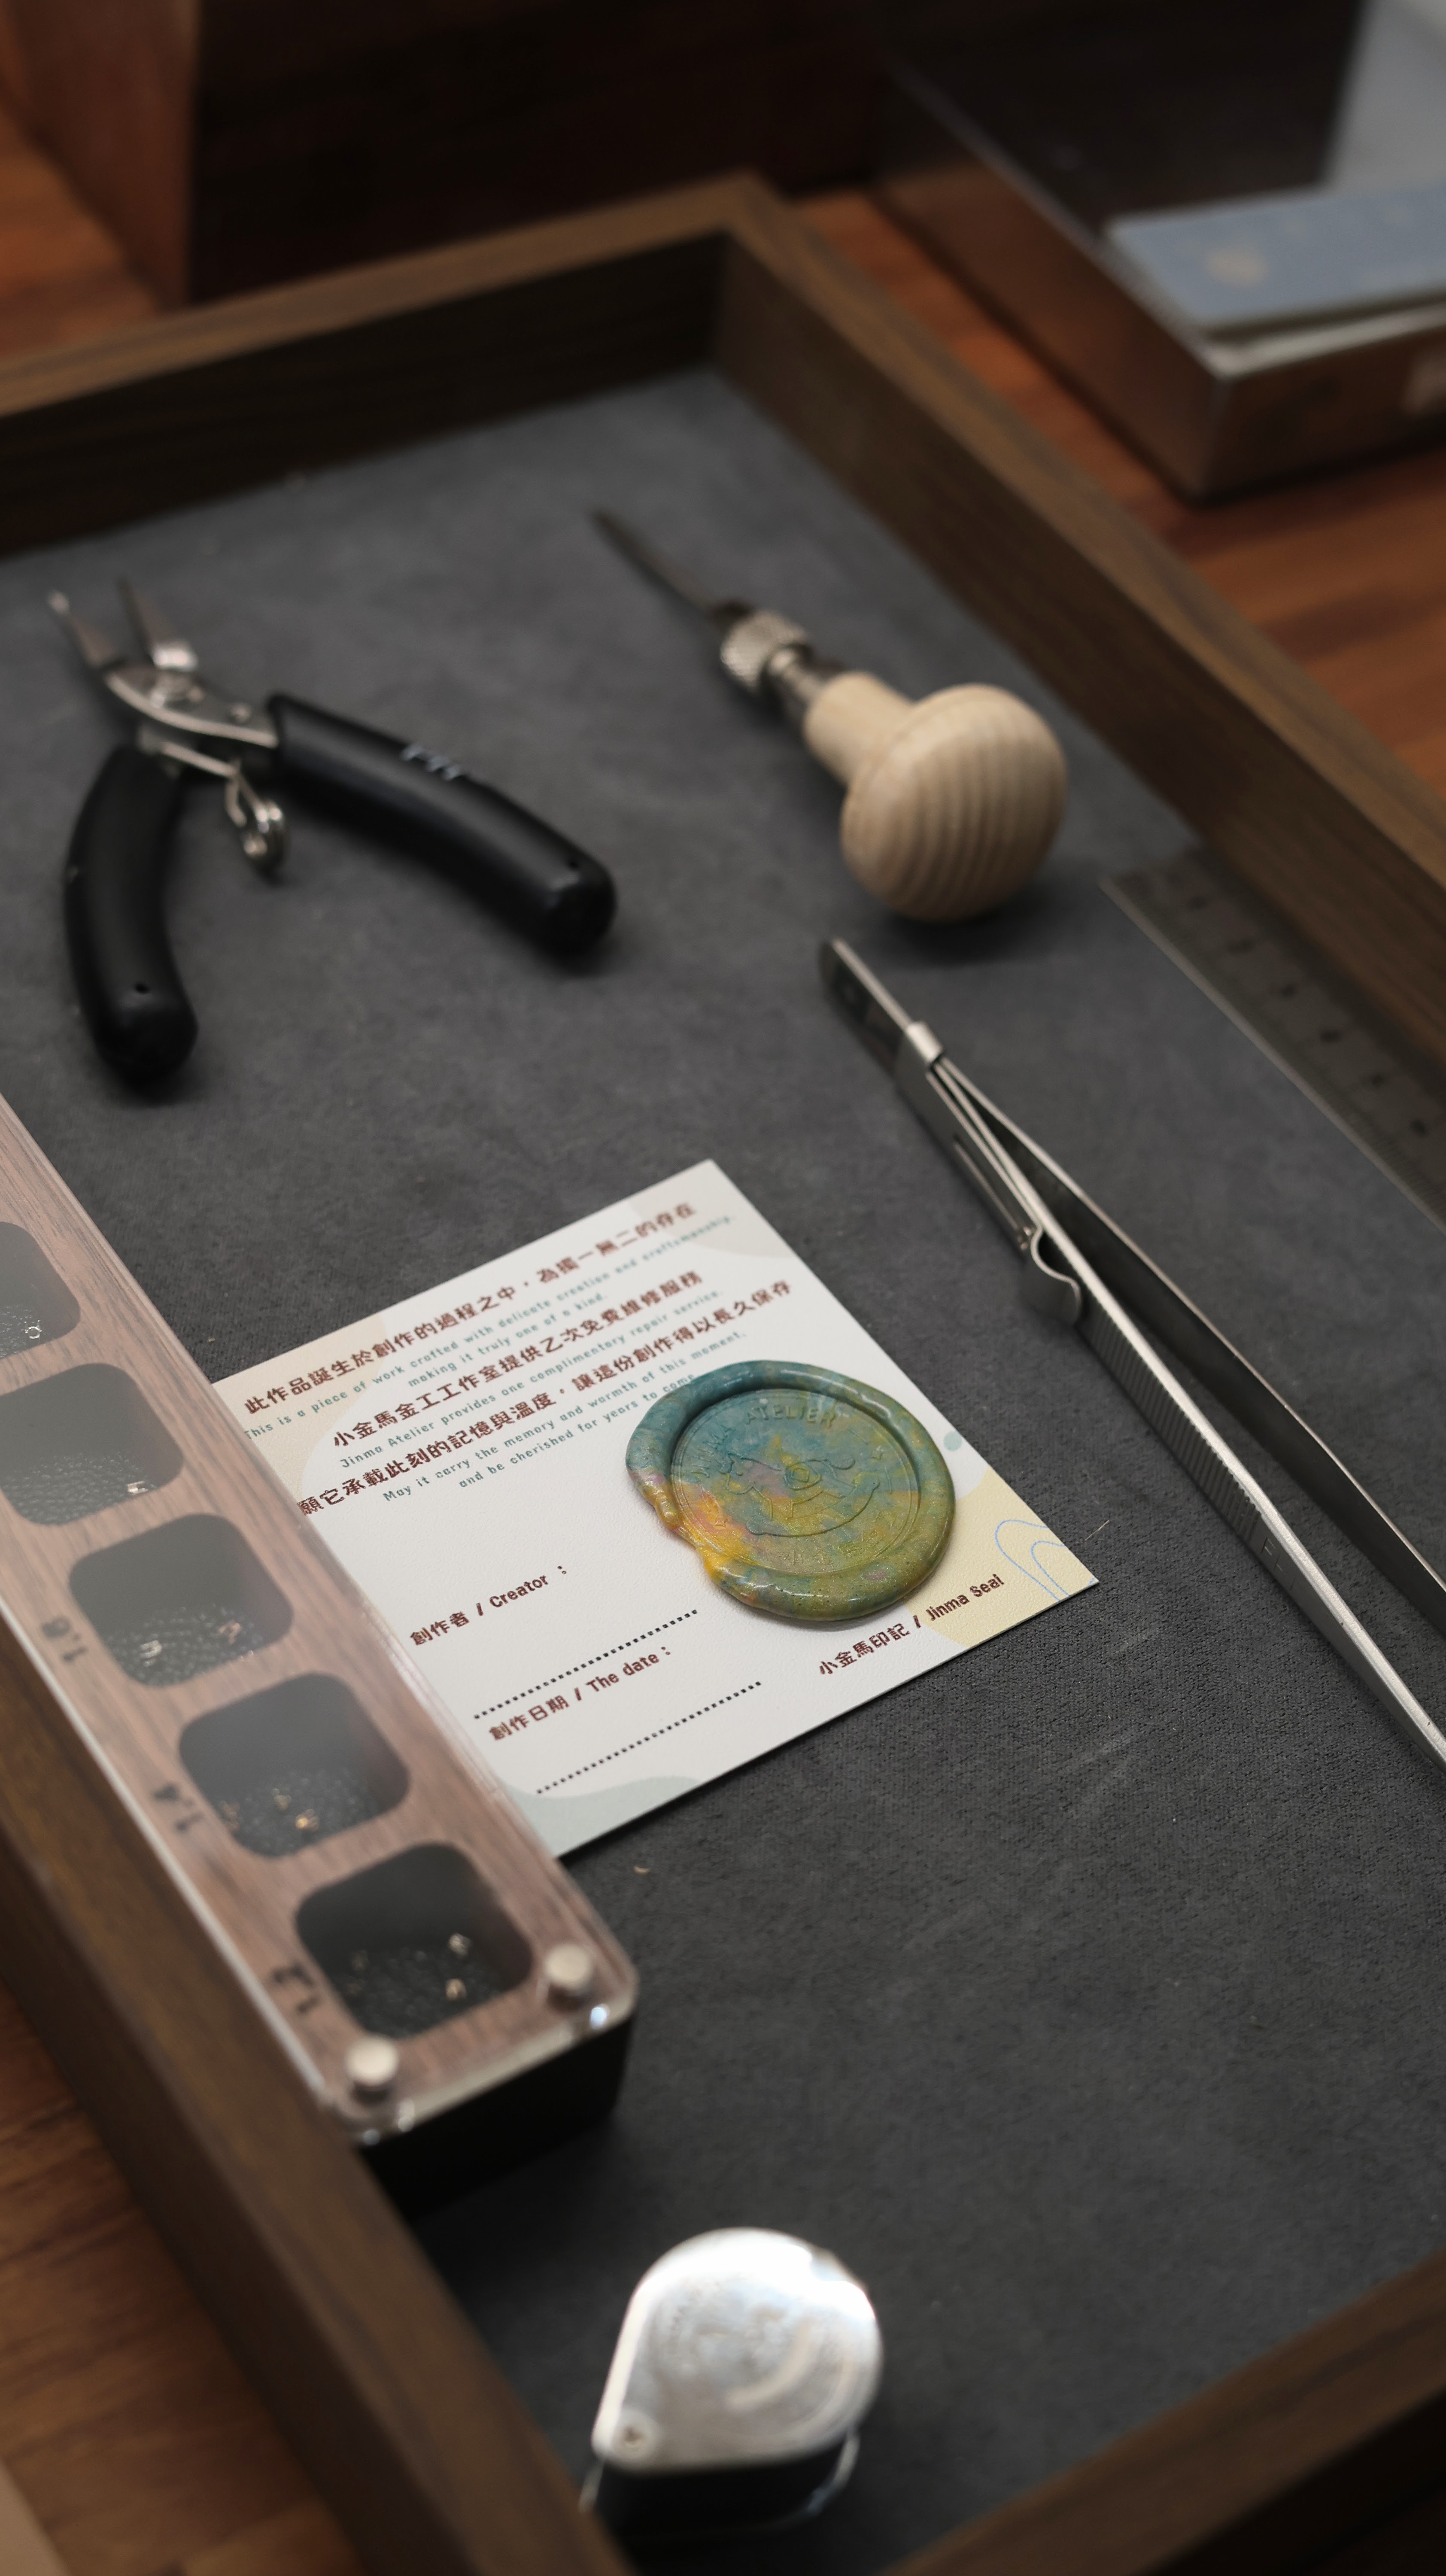 此作品誕生於創作的過程之中，為獨一無二的存在
This is a piece of work crafted with delicate creation and craftsmanship,
making it truly one of a kind.
小金馬金工工作室提供乙次免費維修服務
Jinma Atelier provides one complimentary repair service.
願它承載此刻的記憶與溫度，讓這份創作得以長久保存
May it carry the memory and warmth of this moment,
and be cherished for years to come
JINMA ATELIER
創作者 / Creator :
創作日期 / The date :
小金馬印記 / Jinma Seal
1.8
1.4
1.2